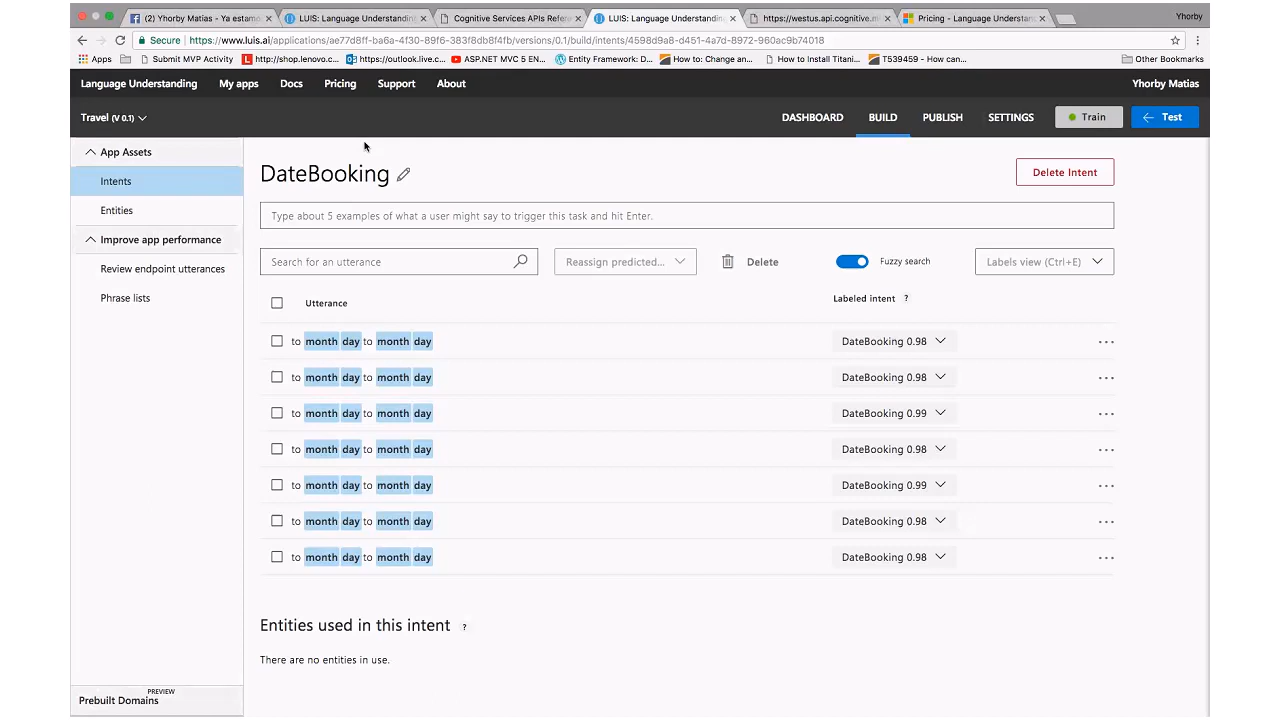 (2) Yhorby Matias - Ya estamo
LUIS: Language Understandin
Cognitive Services APIs Refere
LUIS: Language Understandin
https://westus.api.cognitive.m
Pricing - Language Understan
Yhorby
Secure
https://www.luis.ai/applications/ae77d8ff-ba6a-4f30-89f6-383f8db8f4fb/versions/0.1/build/intents/4598d9a8-d451-4a7d-8972-960ac9b74018
Apps
Submit MVP Activity
http://shop.lenovo.c...
https://outlook.live.c...
ASP.NET MVC 5 EN...
Entity Framework: D...
How to: Change an...
How to Install Titani...
T539459 - How can...
Other Bookmarks
Language Understanding
My apps
Docs
Pricing
Support
About
Yhorby Matias
Travel (V 0.1)
DASHBOARD
BUILD
PUBLISH
SETTINGS
Train
Test
App Assets
Intents
Entities
Improve app performance
Review endpoint utterances
Phrase lists
Prebuilt Domains
PREVIEW
DateBooking
Delete Intent
Type about 5 examples of what a user might say to trigger this task and hit Enter.
Search for an utterance
Reassign predicted...
Delete
Fuzzy search
Labels view (Ctrl+E)
Utterance
Labeled intent ?
to month day to month day DateBooking 0.98 ...
to month day to month day DateBooking 0.98 ...
to month day to month day DateBooking 0.99 ...
to month day to month day DateBooking 0.98 ...
to month day to month day DateBooking 0.99 ...
to month day to month day DateBooking 0.98 ...
to month day to month day DateBooking 0.98 ...
Entities used in this intent ?
There are no entities in use.